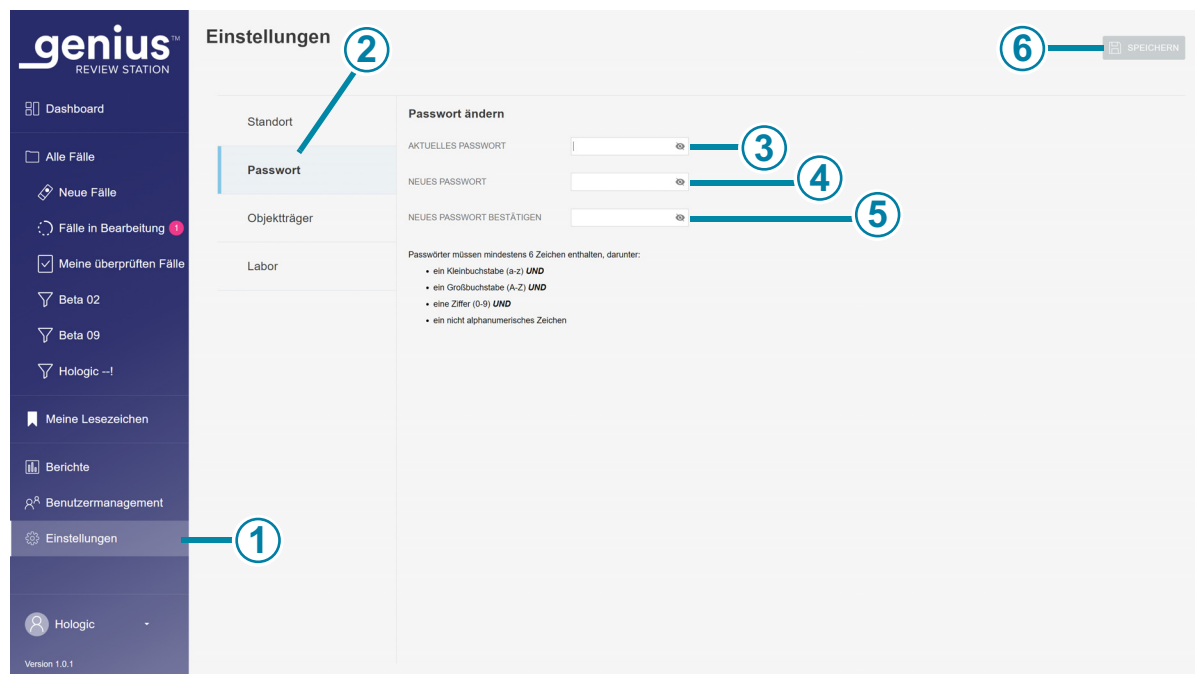 genius™
REVIEW STATION
Dashboard
Alle Fälle
Neue Fälle
Fälle in Bearbeitung 1
Meine überprüften Fälle
Beta 02
Beta 09
Hologic --!
Meine Lesezeichen
Berichte
Benutzermanagement
Einstellungen
1
Hologic
Version 1.0.1
Einstellungen
2
6
SPEICHERN
Standort
Passwort
Objektträger
Labor
Passwort ändern
AKTUELLES PASSWORT
3
NEUES PASSWORT
4
NEUES PASSWORT BESTÄTIGEN
5
Passwörter müssen mindestens 6 Zeichen enthalten, darunter:
• ein Kleinbuchstabe (a-z) UND
• ein Großbuchstabe (A-Z) UND
• eine Ziffer (0-9) UND
• ein nicht alphanumerisches Zeichen